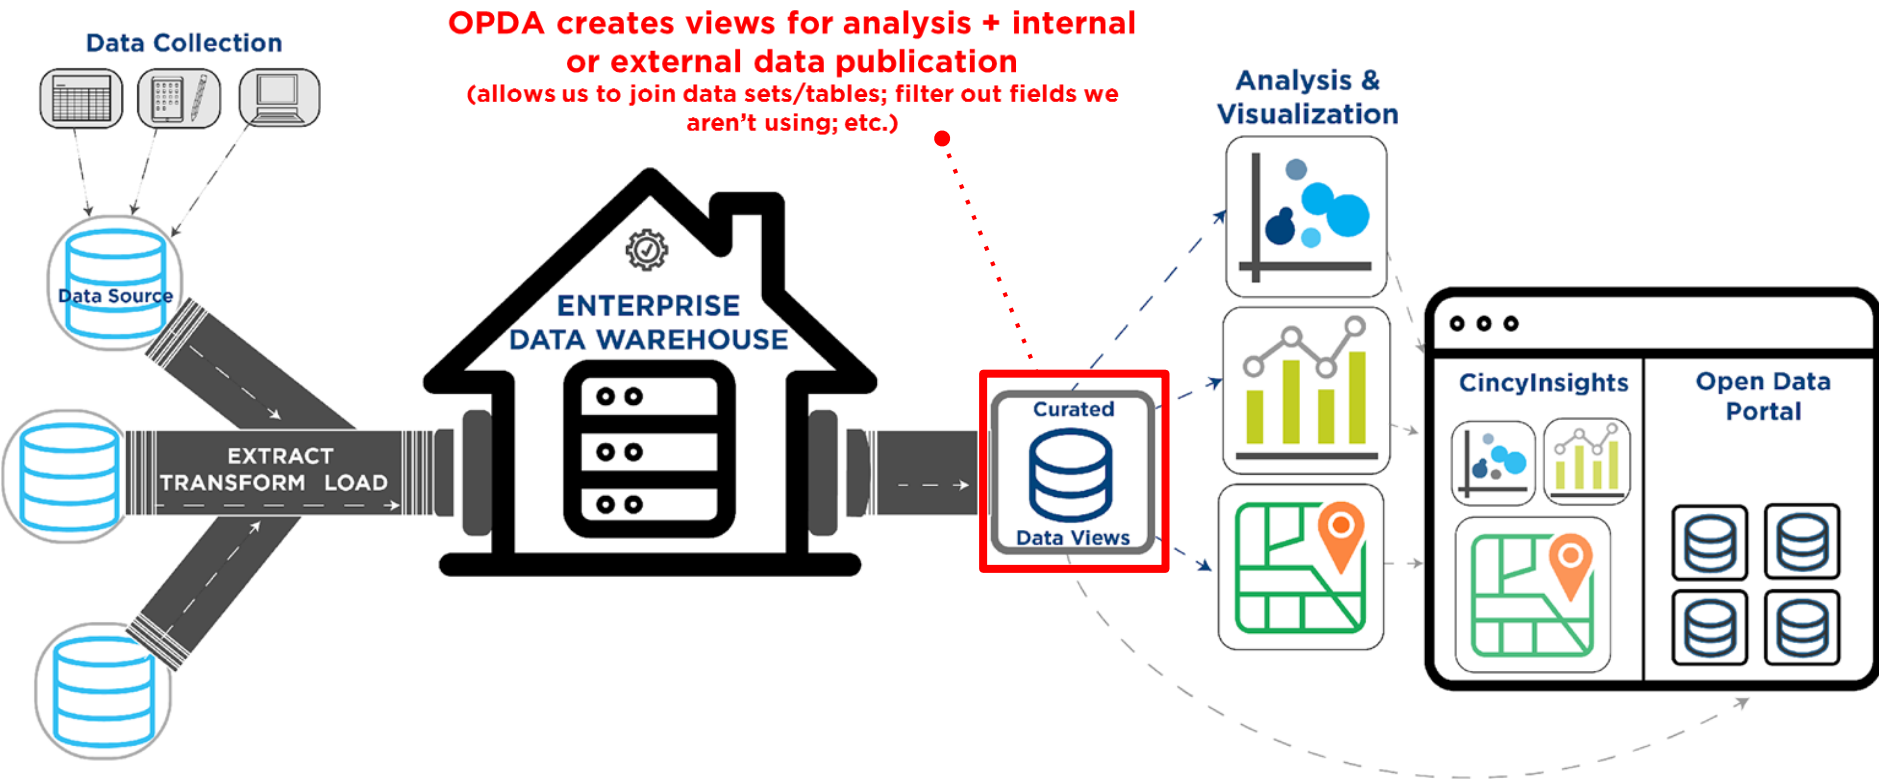 OPDA creates views for analysis + internal
or external data publication
(allows us to join data sets/tables; filter out fields we
aren't using; etc.)
Data Collection
Data Source
EXTRACT
TRANSFORM LOAD
ENTERPRISE
DATA WAREHOUSE
Curated
Data Views
Analysis &
Visualization
CincyInsights
Open Data
Portal